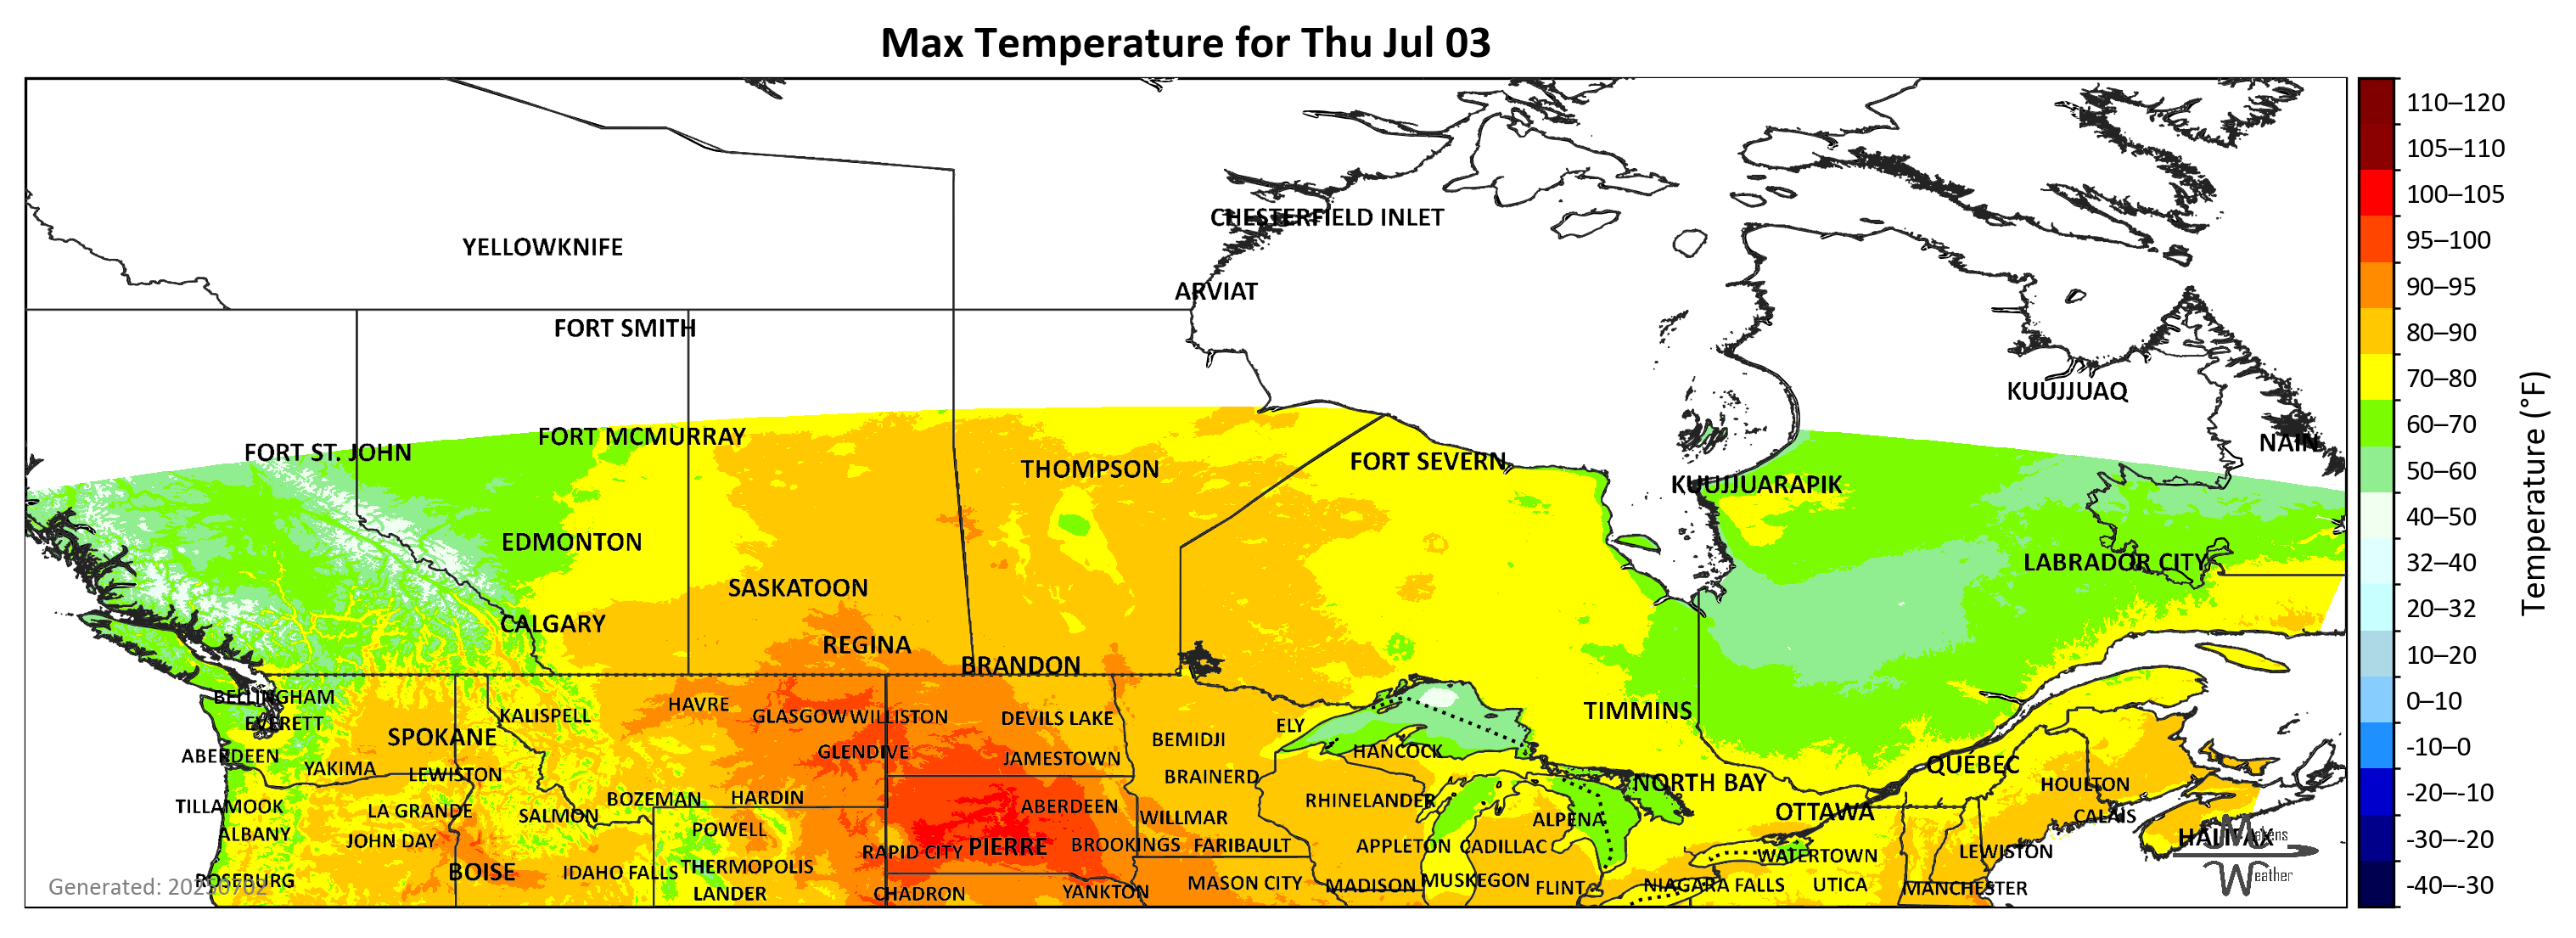 Max Temperature for Thu Jul 03
110–120
105–110
CHESTERFIELD INLET
100–105
YELLOWKNIFE
95–100
ARVIAT
90–95
FORT SMITH
80–90
KUUJJUAQ
70–80
FORT MCMURRAY
60–70
FORT ST. JOHN
NAIN
THOMPSON
FORT SEVERN
50–60
KUUJJUARAPIK
40–50
EDMONTON
LABRADOR CITY
32–40
Temperature (°F)
SASKATOON
20–32
CALGARY
REGINA
10–20
BRANDON
BELLINGHAM
HAVRE
0–10
KALISPELL
GLASGOW
WILLISTON
DEVILS LAKE
TIMMINS
EVERETT
ELY
SPOKANE
BEMIDJI
-10–0
ABERDEEN
GLENDIVE
HANCOCK
JAMESTOWN
QUÉBEC
YAKIMA
LEWISTON
BRAINERD
NORTH BAY
HOULTON
-20–-10
BOZEMAN
HARDIN
RHINELANDER
TILLAMOOK
LA GRANDE
SALMON
ABERDEEN
WILLMAR
OTTAWA
CALAIS
ALPENA
ALBANY
POWELL
-30–-20
HALIFAX
Makens
JOHN DAY
RAPID CITY
PIERRE
BROOKINGS
FARIBAULT
APPLETON
CADILLAC
WATERTOWN
LEWISTON
BOISE
IDAHO FALLS
THERMOPOLIS
Weather
ROSEBURG
Generated: 20250702
MASON CITY
MADISON
MUSKEGON
FLINT
NIAGARA FALLS
UTICA
MANCHESTER
-40–-30
LANDER
CHADRON
YANKTON